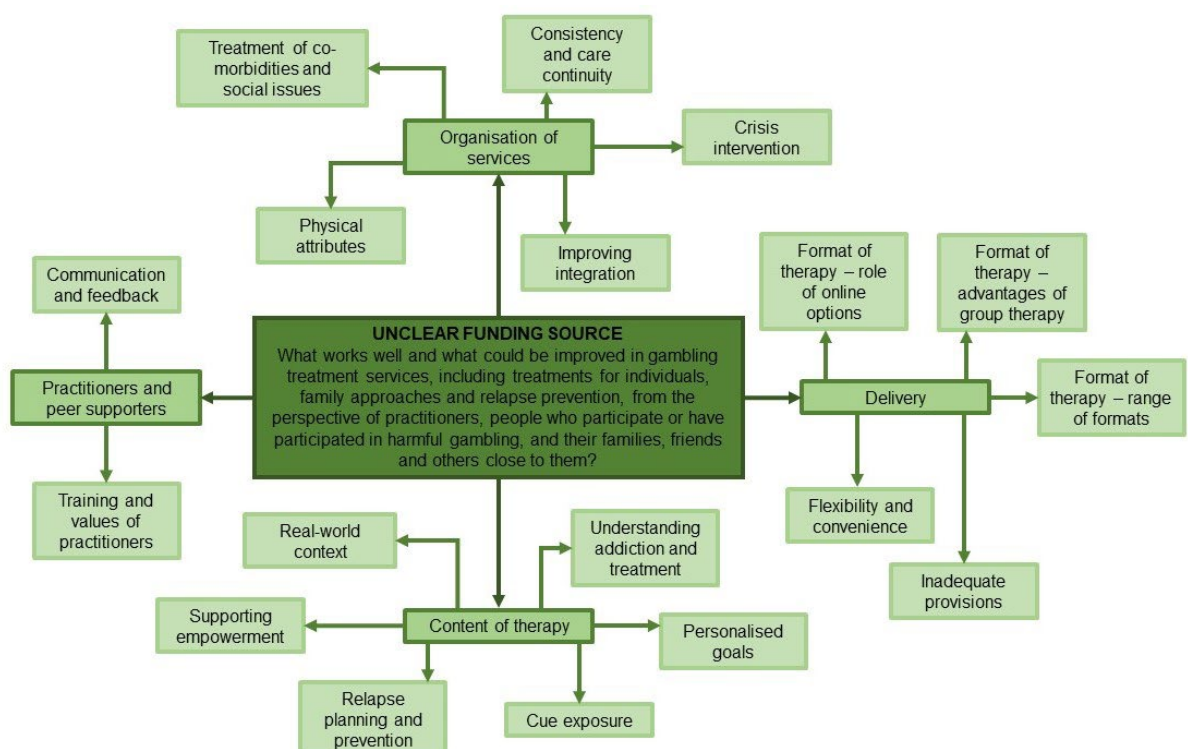 Treatment of co-
morbidities and
social issues
Consistency
and care
continuity
Organisation of
services
Crisis
intervention
Physical
attributes
Improving
integration
Communication
and feedback
Format of
therapy – role
of online
options
Format of
therapy –
advantages of
group therapy
UNCLEAR FUNDING SOURCE
What works well and what could be improved in gambling
treatment services, including treatments for individuals,
family approaches and relapse prevention, from the
perspective of practitioners, people who participate or have
participated in harmful gambling, and their families, friends
and others close to them?
Practitioners and
peer supporters
Delivery
Format of
therapy – range
of formats
Training and
values of
practitioners
Flexibility and
convenience
Inadequate
provisions
Real-world
context
Understanding
addiction and
treatment
Supporting
empowerment
Content of therapy
Personalised
goals
Relapse
planning and
prevention
Cue exposure